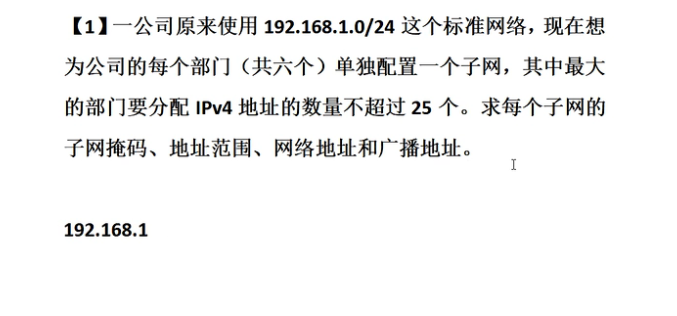 【1】一公司原来使用 192.168.1.0/24 这个标准网络，现在想
为公司的每个部门（共六个）单独配置一个子网，其中最大
的部门要分配 IPv4 地址的数量不超过 25 个。求每个子网的
子网掩码、地址范围、网络地址和广播地址。
192.168.1